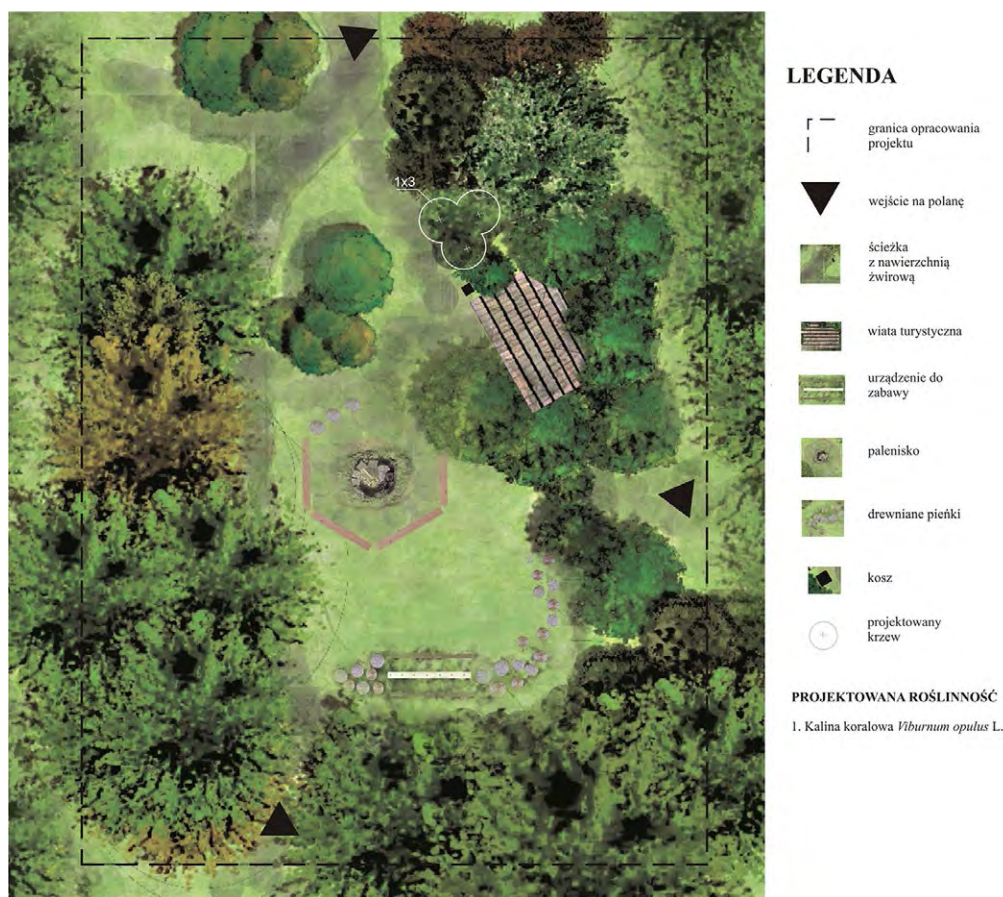 1x3
LEGENDA
granica opracowania
projektu
wejście na polanę
ścieżka
z nawierzchnią
żwirową
wiata turystyczna
urządzenie do
zabawy
palenisko
drewniane pieńki
kosz
projektowany
krzew
PROJEKTOWANA ROŚLINNOŚĆ
1. Kalina koralowa Viburnum opulus L.